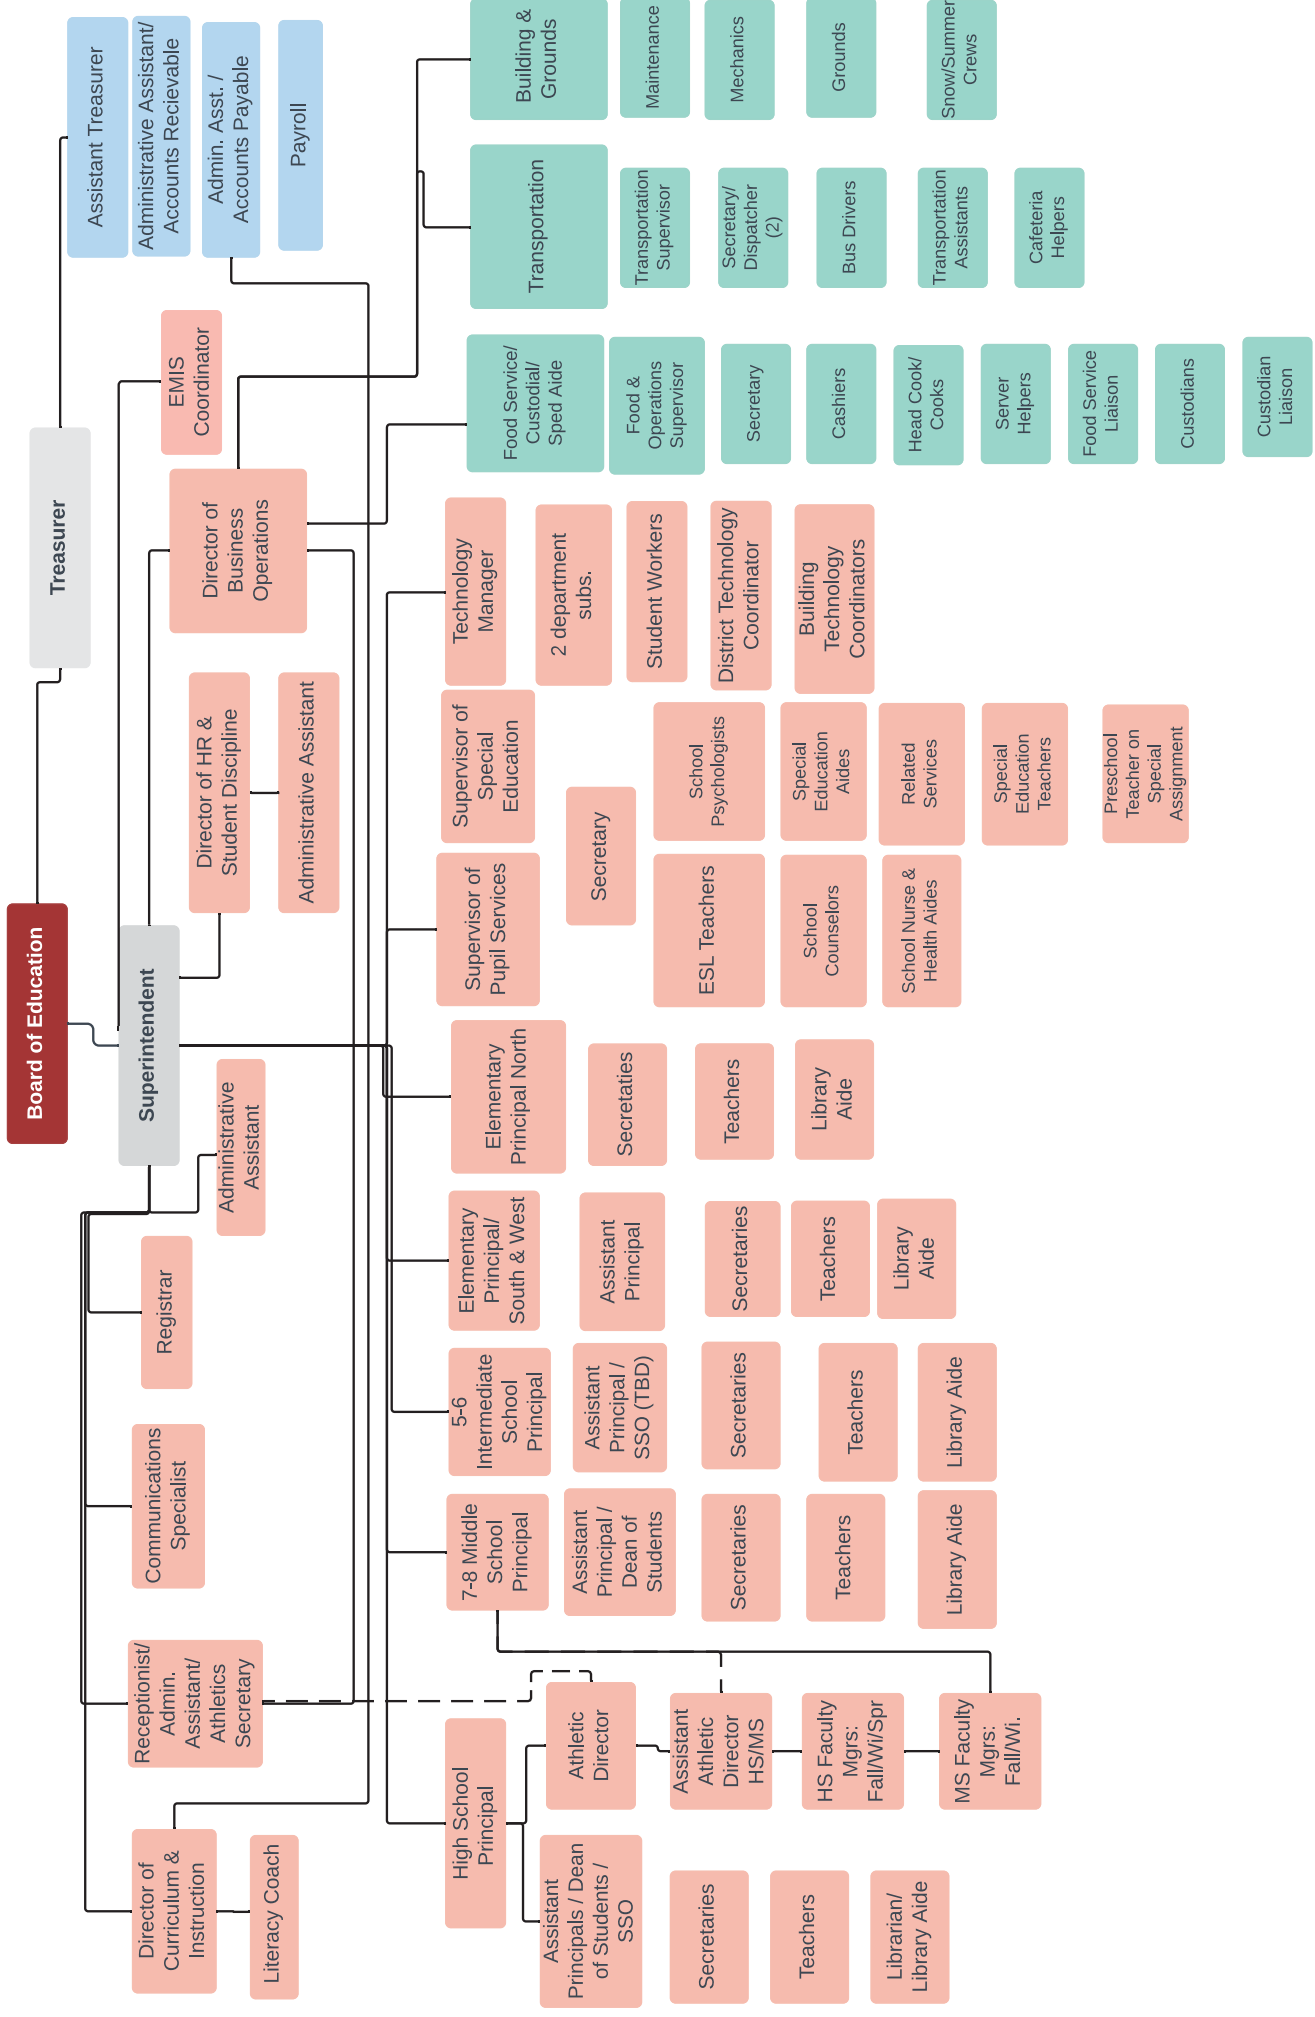 Board of Education
Treasurer
Superintendent
Assistant Treasurer
Administrative Assistant/
Accounts Recievable
Admin. Asst. /
Accounts Payable
Payroll
EMIS
Coordinator
Director of
Business
Operations
Director of HR &
Student Discipline
Administrative Assistant
Administrative
Assistant
Registrar
Communications
Specialist
Receptionist/
Admin.
Assistant/
Athletics
Secretary
Director of
Curriculum &
Instruction
Literacy Coach
High School
Principal
Assistant
Principals / Dean
of Students /
SSO
Secretaries
Teachers
Librarian/
Library Aide
Athletic
Director
Assistant
Athletic
Director
HS/MS
HS Faculty
Mgrs:
Fall/Wi/Spr
MS Faculty
Mgrs:
Fall/Wi.
7-8 Middle
School
Principal
Assistant
Principal /
Dean of
Students
Secretaries
Teachers
Library Aide
5-6
Intermediate
School
Principal
Assistant
Principal /
SSO (TBD)
Secretaries
Teachers
Library Aide
Elementary
Principal/
South & West
Assistant
Principal
Secretaries
Teachers
Library
Aide
Elementary
Principal North
Secretaties
Teachers
Library
Aide
Supervisor of
Pupil Services
Secretary
ESL Teachers
School
Counselors
School Nurse &
Health Aides
Supervisor of
Special
Education
School
Psychologists
Special
Education
Aides
Related
Services
Special
Education
Teachers
Preschool
Teacher on
Special
Assignment
Technology
Manager
2 department
subs.
Student Workers
District Technology
Coordinator
Building
Technology
Coordinators
Food Service/
Custodial/
Sped Aide
Food &
Operations
Supervisor
Secretary
Cashiers
Head Cook/
Cooks
Server
Helpers
Food Service
Liaison
Custodians
Custodian
Liaison
Transportation
Transportation
Supervisor
Secretary/
Dispatcher
(2)
Bus Drivers
Transportation
Assistants
Cafeteria
Helpers
Building &
Grounds
Maintenance
Mechanics
Grounds
Snow/Summer
Crews